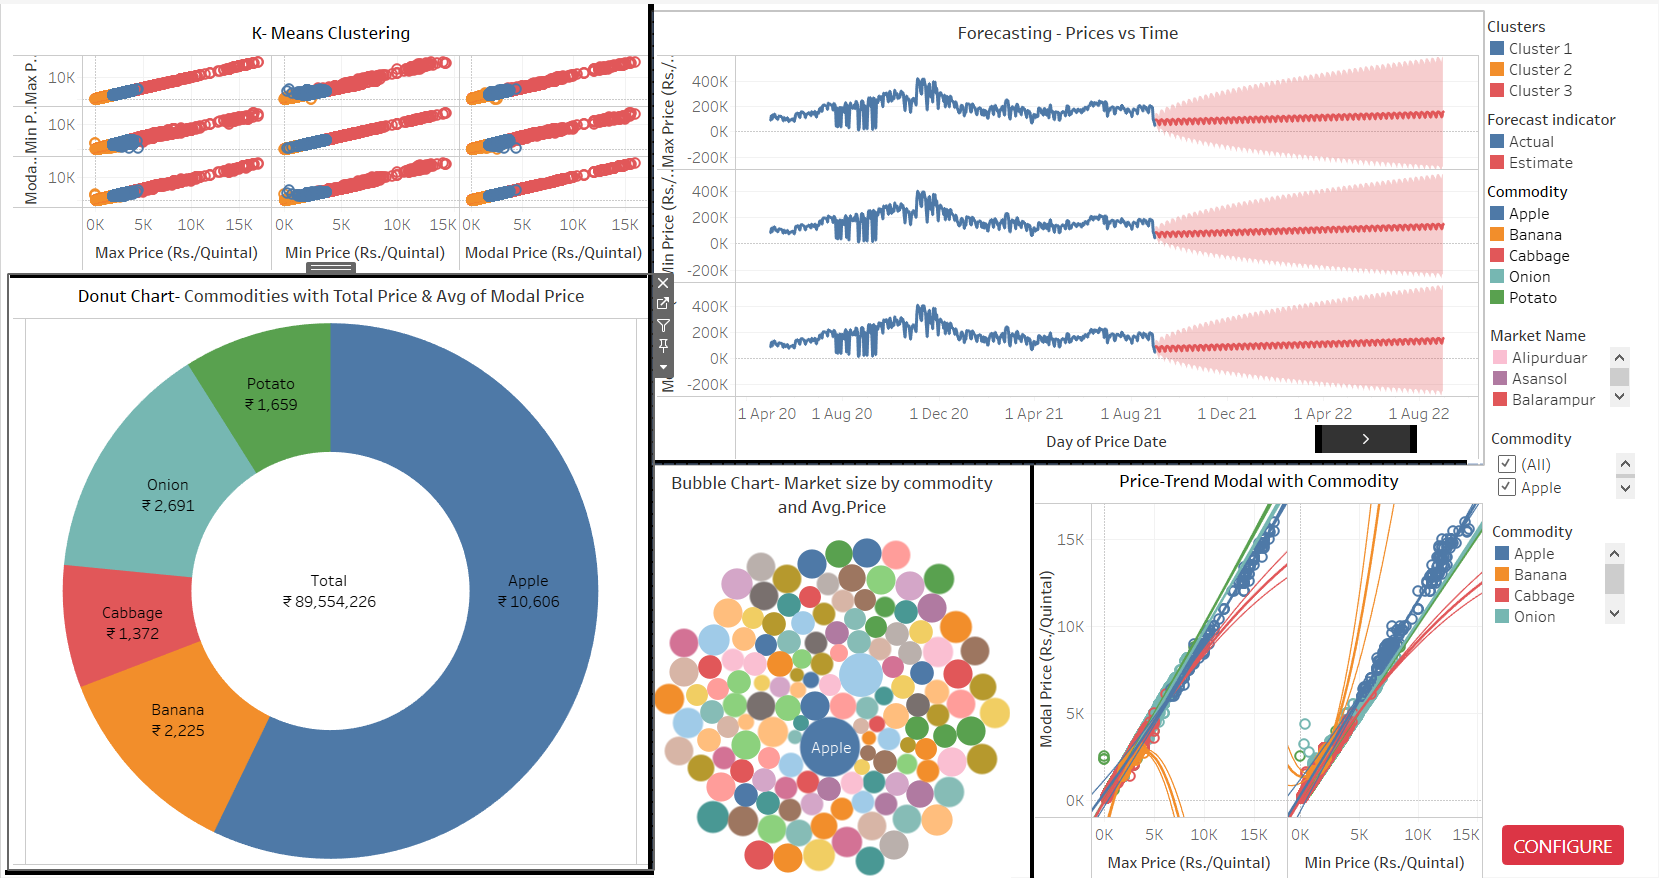 K- Means Clustering
Max P..
10K
Min P..
10K
Moda..
10K
0K 5K 10K 15K
0K 5K 10K 15K
0K 5K 10K 15K
Max Price (Rs./Quintal)
Min Price (Rs./Quintal)
Modal Price (Rs./Quintal)
Forecasting - Prices vs Time
Max Price (Rs./..
400K
200K
0K
-200K
Min Price (Rs./..
400K
200K
0K
-200K
400K
200K
0K
-200K
1 Apr 20 1 Aug 20 1 Dec 20 1 Apr 21 1 Aug 21 1 Dec 21 1 Apr 22 1 Aug 22
Day of Price Date
Clusters
Cluster 1
Cluster 2
Cluster 3
Forecast indicator
Actual
Estimate
Commodity
Apple
Banana
Cabbage
Onion
Potato
Market Name
Alipurduar
Asansol
Balarampur
Commodity
(All)
Apple
Commodity
Apple
Banana
Cabbage
Onion
CONFIGURE
Donut Chart- Commodities with Total Price & Avg of Modal Price
Potato
₹ 1,659
Onion
₹ 2,691
Cabbage
₹ 1,372
Banana
₹ 2,225
Total
₹ 89,554,226
Apple
₹ 10,606
Bubble Chart- Market size by commodity
and Avg.Price
Apple
Price-Trend Modal with Commodity
Modal Price (Rs./Quintal)
15K
10K
5K
0K
0K 5K 10K 15K
0K 5K 10K 15K
Max Price (Rs./Quintal)
Min Price (Rs./Quintal)